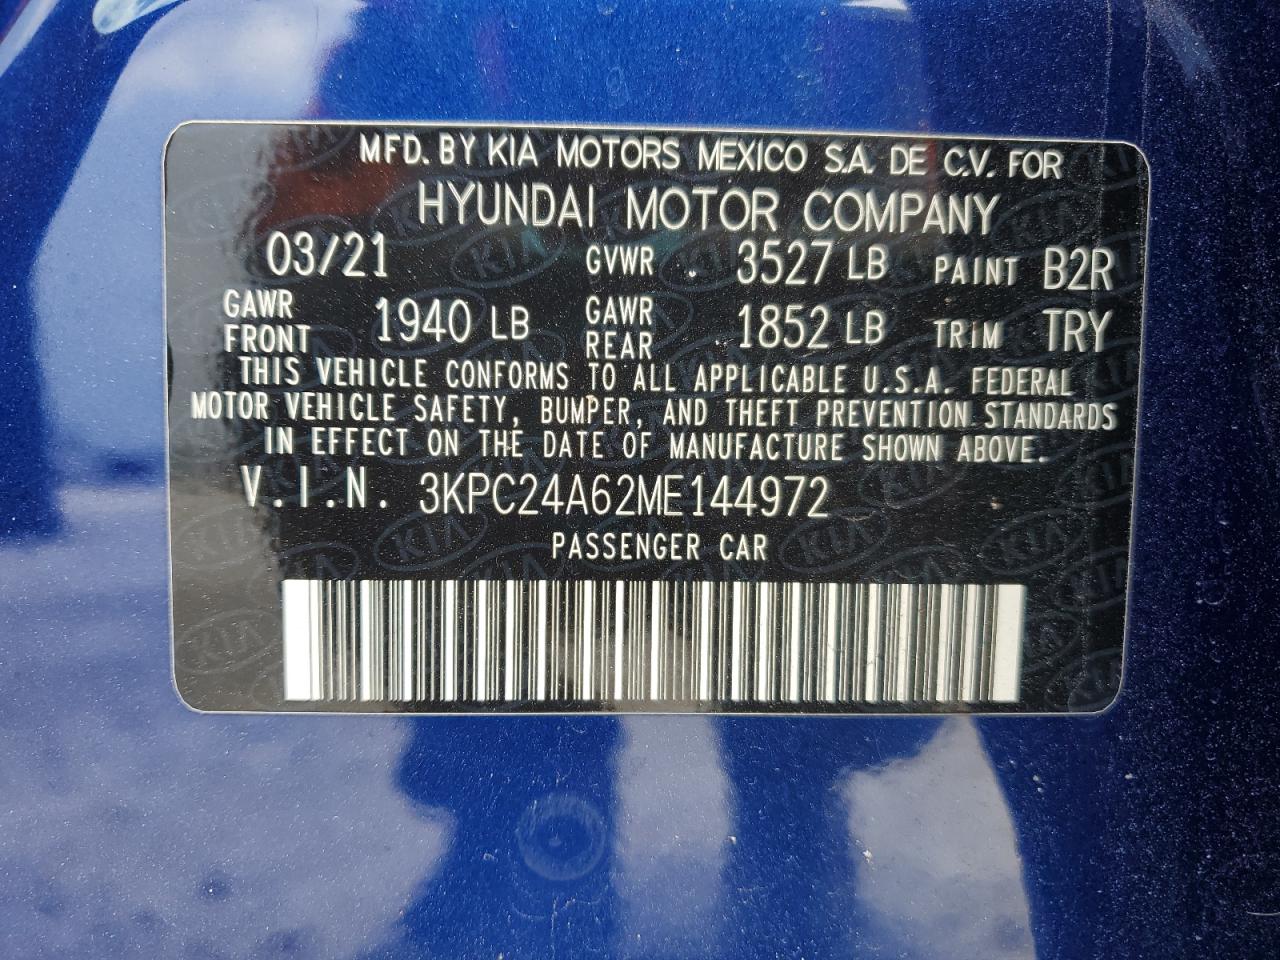 MFD. BY KIA MOTORS MEXICO S.A. DE C.V. FOR
HYUNDAI MOTOR COMPANY
03/21 GVWR . 3527 LB PAINT B2R
GAWR FRONT 1940 LB GAWR REAR 1852 LB TRIM TRY
THIS VEHICLE CONFORMS TO ALL APPLICABLE U.S.A. FEDERAL
MOTOR VEHICLE SAFETY, BUMPER, AND THEFT PREVENTION STANDARDS
IN EFFECT ON THE DATE OF MANUFACTURE SHOWN ABOVE.
V.I.N. 3KPC24A62ME144972
PASSENGER CAR